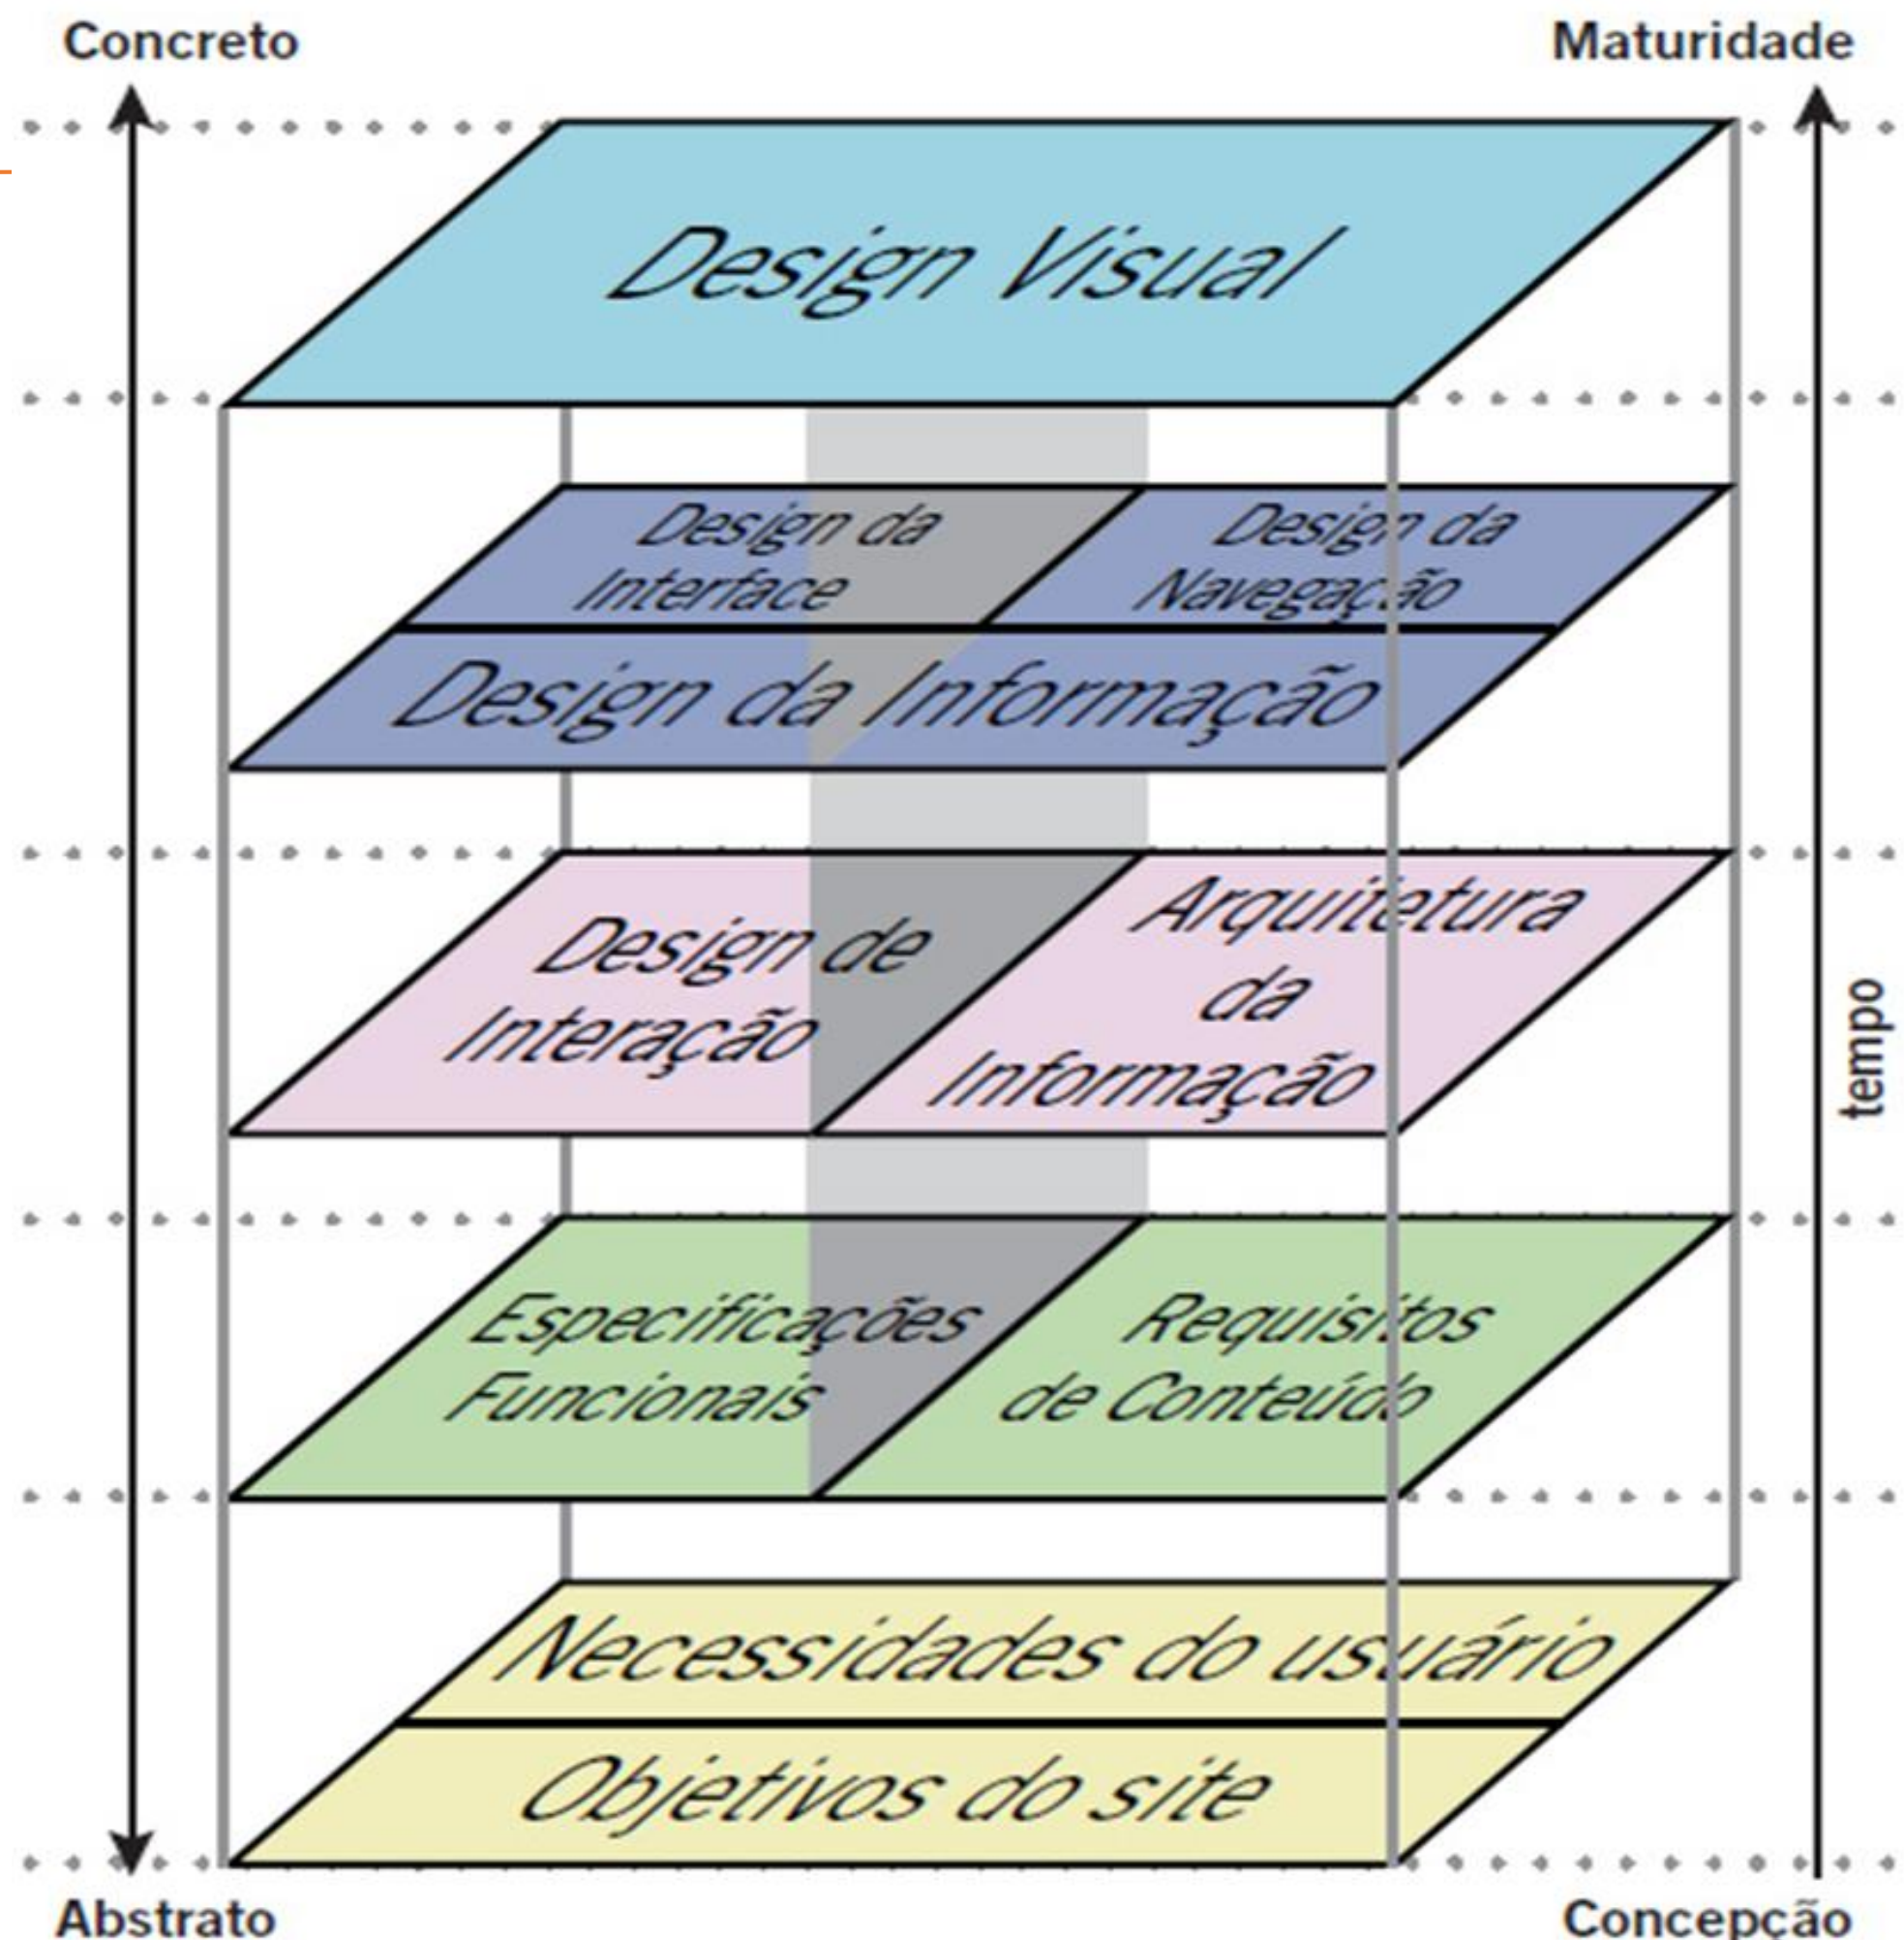 Concreto
Maturidade
Design Visual
Design da
Interface
Design da
Navegação
Design da Informação
Design de
Interação
Arquitetura
da
Informação
tempo
Especificações
Funcionais
Requisitos
de Conteúdo
Necessidades do usuário
Objetivos do site
Abstrato
Concepção